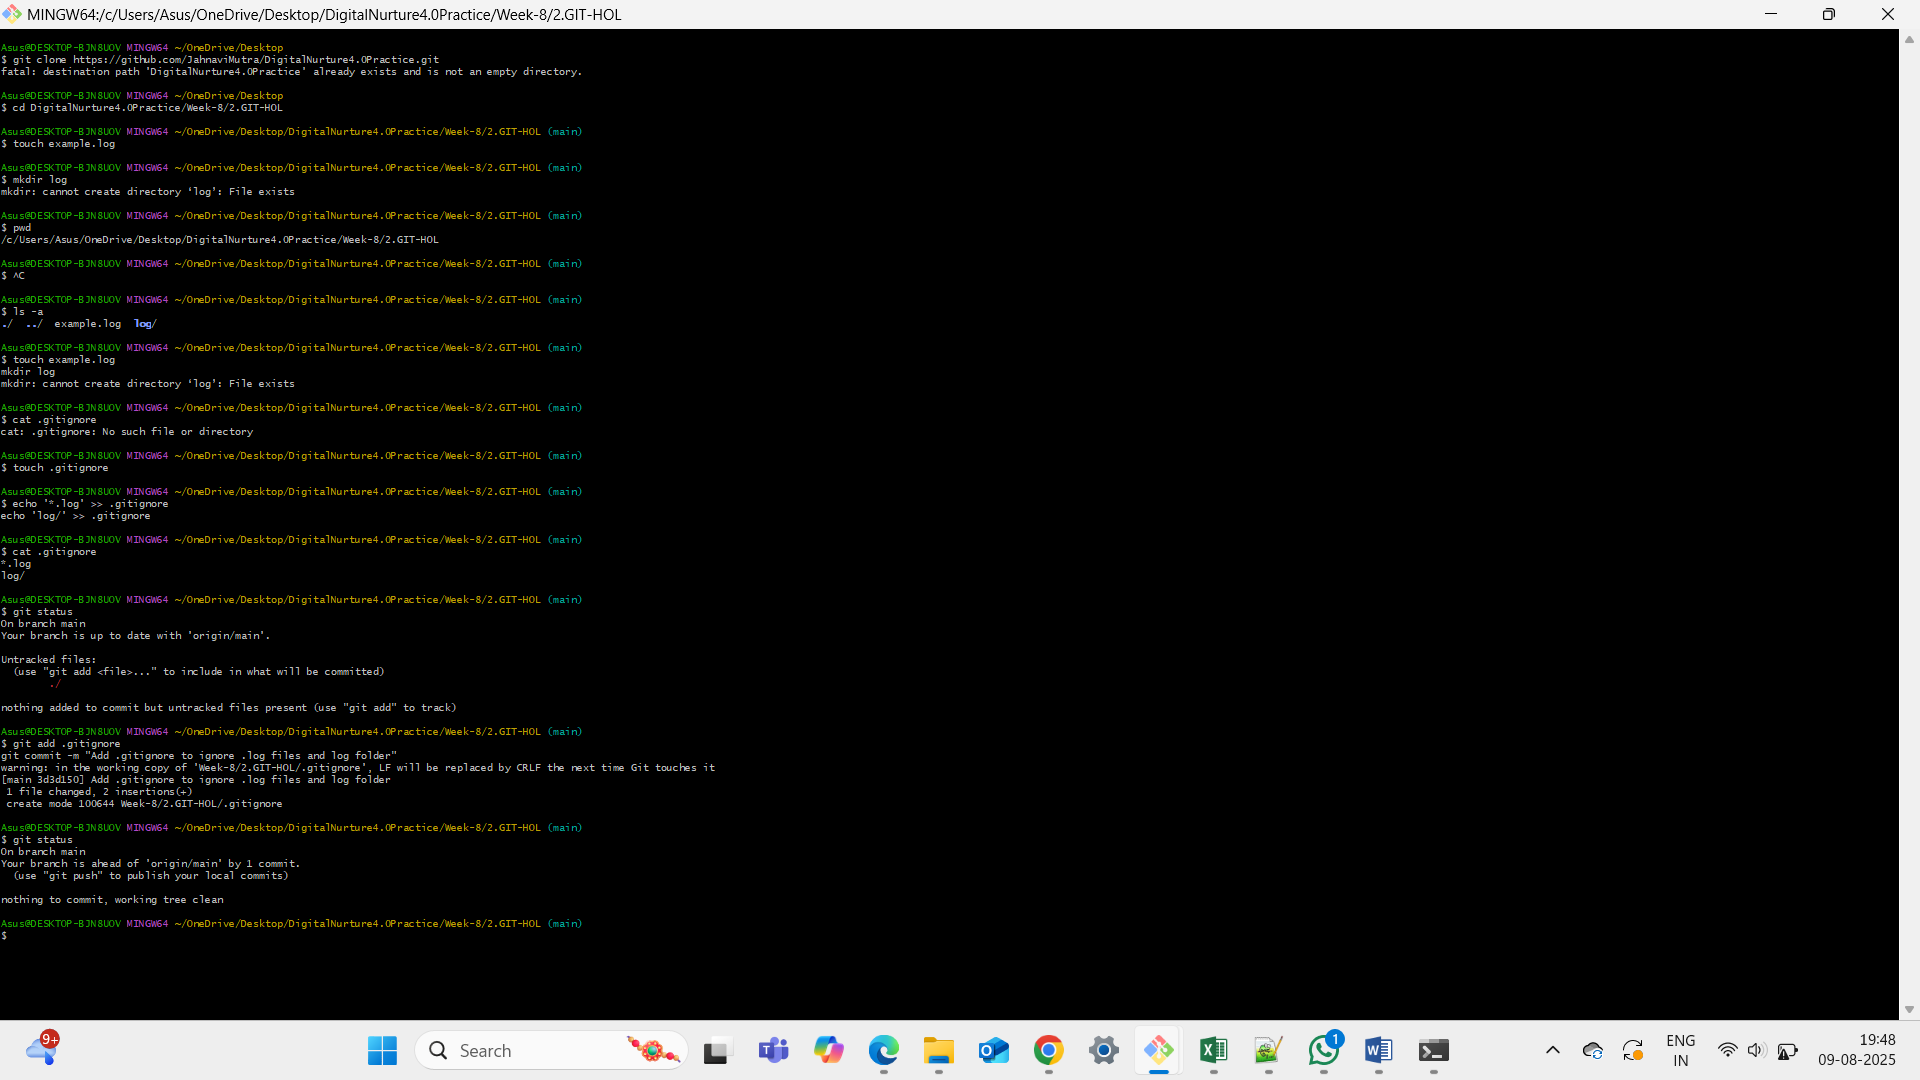 MINGW64:/c/Users/Asus/OneDrive/Desktop/DigitalNurture4.0Practice/Week-8/2.GIT-HOL
Asus@DESKTOP-BJN8UOV MINGW64 ~/OneDrive/Desktop
$ git clone https://github.com/JahnaviMutra/DigitalNurture4.0Practice.git
fatal: destination path 'DigitalNurture4.0Practice' already exists and is not an empty directory.
Asus@DESKTOP-BJN8UOV MINGW64 ~/OneDrive/Desktop
$ cd DigitalNurture4.0Practice/Week-8/2.GIT-HOL
Asus@DESKTOP-BJN8UOV MINGW64 ~/OneDrive/Desktop/DigitalNurture4.0Practice/Week-8/2.GIT-HOL (main)
$ touch example.log
Asus@DESKTOP-BJN8UOV MINGW64 ~/OneDrive/Desktop/DigitalNurture4.0Practice/Week-8/2.GIT-HOL (main)
$ mkdir log
mkdir: cannot create directory ‘log’: File exists
Asus@DESKTOP-BJN8UOV MINGW64 ~/OneDrive/Desktop/DigitalNurture4.0Practice/Week-8/2.GIT-HOL (main)
$ pwd
/c/Users/Asus/OneDrive/Desktop/DigitalNurture4.0Practice/Week-8/2.GIT-HOL
Asus@DESKTOP-BJN8UOV MINGW64 ~/OneDrive/Desktop/DigitalNurture4.0Practice/Week-8/2.GIT-HOL (main)
$ ^C
Asus@DESKTOP-BJN8UOV MINGW64 ~/OneDrive/Desktop/DigitalNurture4.0Practice/Week-8/2.GIT-HOL (main)
$ ls -a
./  ../  example.log  log/
Asus@DESKTOP-BJN8UOV MINGW64 ~/OneDrive/Desktop/DigitalNurture4.0Practice/Week-8/2.GIT-HOL (main)
$ touch example.log
mkdir log
mkdir: cannot create directory ‘log’: File exists
Asus@DESKTOP-BJN8UOV MINGW64 ~/OneDrive/Desktop/DigitalNurture4.0Practice/Week-8/2.GIT-HOL (main)
$ cat .gitignore
cat: .gitignore: No such file or directory
Asus@DESKTOP-BJN8UOV MINGW64 ~/OneDrive/Desktop/DigitalNurture4.0Practice/Week-8/2.GIT-HOL (main)
$ touch .gitignore
Asus@DESKTOP-BJN8UOV MINGW64 ~/OneDrive/Desktop/DigitalNurture4.0Practice/Week-8/2.GIT-HOL (main)
$ echo '*.log' >> .gitignore
echo 'log/' >> .gitignore
Asus@DESKTOP-BJN8UOV MINGW64 ~/OneDrive/Desktop/DigitalNurture4.0Practice/Week-8/2.GIT-HOL (main)
$ cat .gitignore
*.log
log/
Asus@DESKTOP-BJN8UOV MINGW64 ~/OneDrive/Desktop/DigitalNurture4.0Practice/Week-8/2.GIT-HOL (main)
$ git status
On branch main
Your branch is up to date with 'origin/main'.
Untracked files:
(use "git add <file>..." to include in what will be committed)
./
nothing added to commit but untracked files present (use "git add" to track)
Asus@DESKTOP-BJN8UOV MINGW64 ~/OneDrive/Desktop/DigitalNurture4.0Practice/Week-8/2.GIT-HOL (main)
$ git add .gitignore
git commit -m "Add .gitignore to ignore .log files and log folder"
warning: in the working copy of 'Week-8/2.GIT-HOL/.gitignore', LF will be replaced by CRLF the next time Git touches it
[main 3d3d150] Add .gitignore to ignore .log files and log folder
1 file changed, 2 insertions(+)
create mode 100644 Week-8/2.GIT-HOL/.gitignore
Asus@DESKTOP-BJN8UOV MINGW64 ~/OneDrive/Desktop/DigitalNurture4.0Practice/Week-8/2.GIT-HOL (main)
$ git status
On branch main
Your branch is ahead of 'origin/main' by 1 commit.
(use "git push" to publish your local commits)
nothing to commit, working tree clean
Asus@DESKTOP-BJN8UOV MINGW64 ~/OneDrive/Desktop/DigitalNurture4.0Practice/Week-8/2.GIT-HOL (main)
$
9+
Search
1
ENG
IN
19:48
09-08-2025